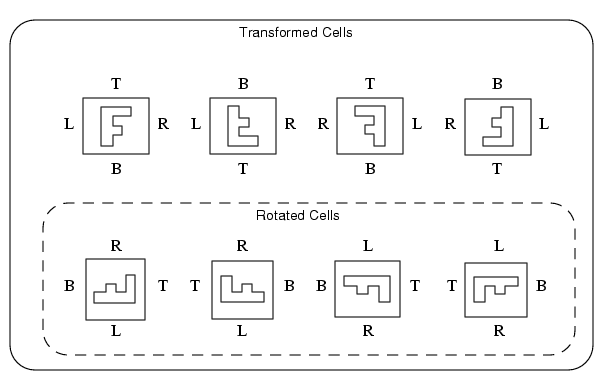 Transformed Cells
T B T B
L R L R R L R L
B T B T
Rotated Cells
R R L L
B T T B B T T B
L L R R